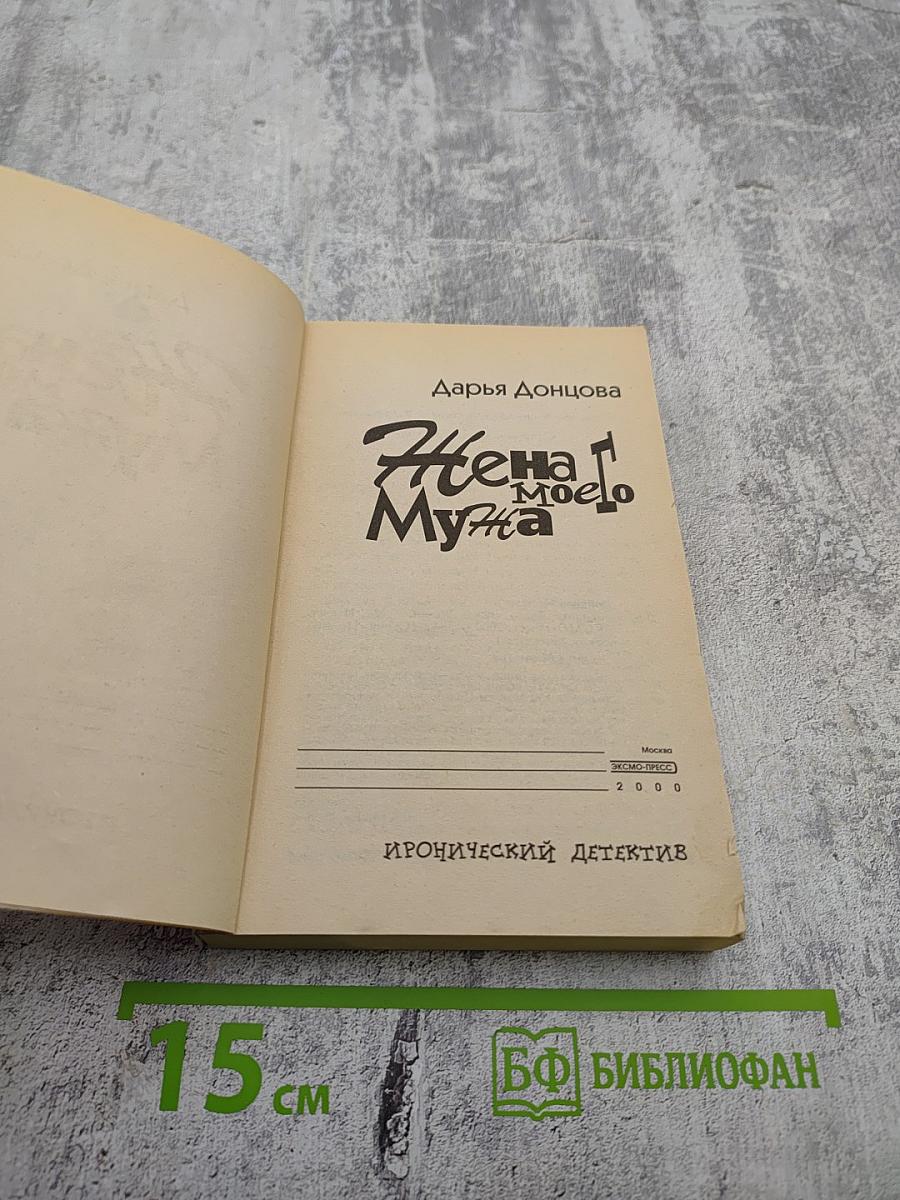 Дарья Донцова
Жена
моего
Мужа
Москва
ЭКСМО-ПРЕСС
2000
ИРОНИЧЕСКИЙ ДЕТЕКТИВ
15 см
БФ БИБЛИОФАН